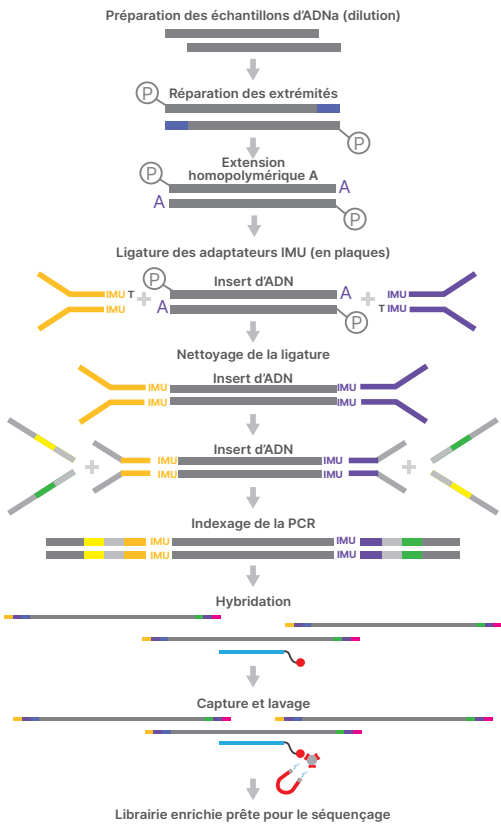 Préparation des échantillons d'ADNa (dilution)
P
Réparation des extrémités
P
Extension
homopolymérique A
P
A
A
P
Ligature des adaptateurs IMU (en plaques)
P
Insert d'ADN
IMU T + A + IMU
IMU A T IMU
P
Nettoyage de la ligature
Insert d'ADN
IMU IMU
IMU IMU
Insert d'ADN
IMU IMU
+ +
IMU IMU
Indexage de la PCR
IMU IMU
IMU IMU
Hybridation
Capture et lavage
Librairie enrichie prête pour le séquençage